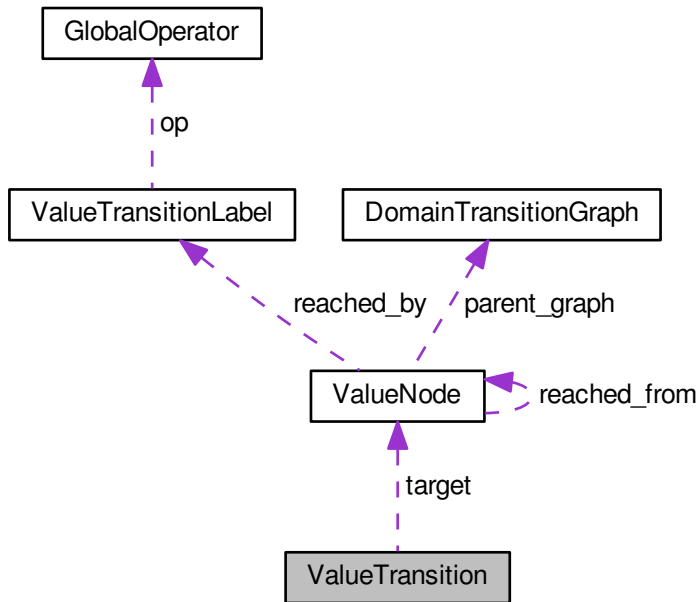 GlobalOperator
op
ValueTransitionLabel
DomainTransitionGraph
reached_by
parent_graph
ValueNode
reached_from
target
ValueTransition